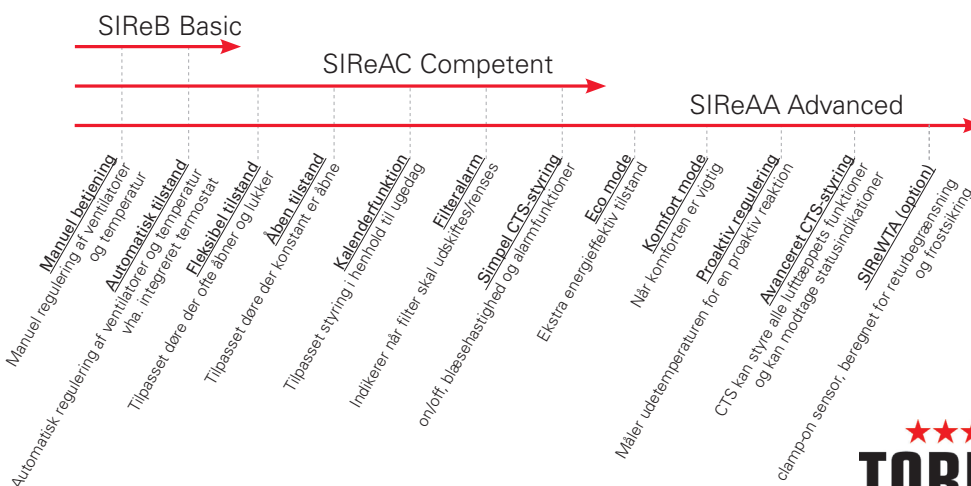 SIReB Basic
SIReAC Competent
SIReAA Advanced
Manuel betjening
Manuel regulering af ventilatorer
og temperatur
Automatisk tilstand
Automatisk regulering af ventilatorer og temperatur
vha. integreret termostat
Fleksibel tilstand
Tilpasset døre der ofte åbner og lukker
Åben tilstand
Tilpasset døre der konstant er åbne
Kalenderfunktion
Tilpasset styring i henhold til ugedag
Filteralarm
Indikerer når filter skal udskiftes/renses
Simpel CTS-styring
on/off, blæsehastighed og alarmfunktioner
Eco mode
Ekstra energieffektiv tilstand
Komfort mode
Når komforten er vigtig
Proaktiv regulering
Måler udetemperaturen for en proaktiv reaktion
Avanceret CTS-styring
CTS kan styre alle lufttæppets funktioner
og kan modtage statusindikationer
SIReWTA (option)
clamp-on sensor, beregnet for returbegrænsning
og frostsikring